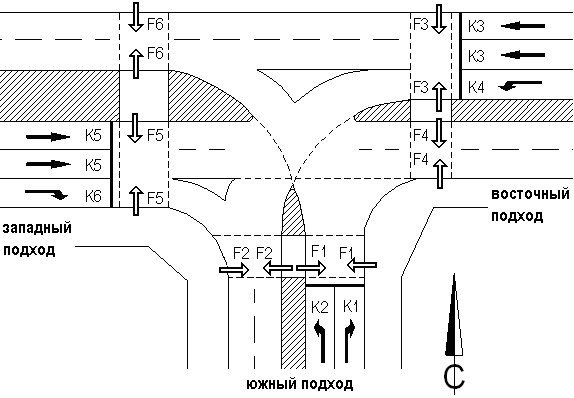 F6
F3
K3
F6
K3
F3
K4
K5
F5
F4
K5
F4
K6
F5
западный
подход
восточный
подход
F2 F2 F1 F1
K2 K1
южный подход
С